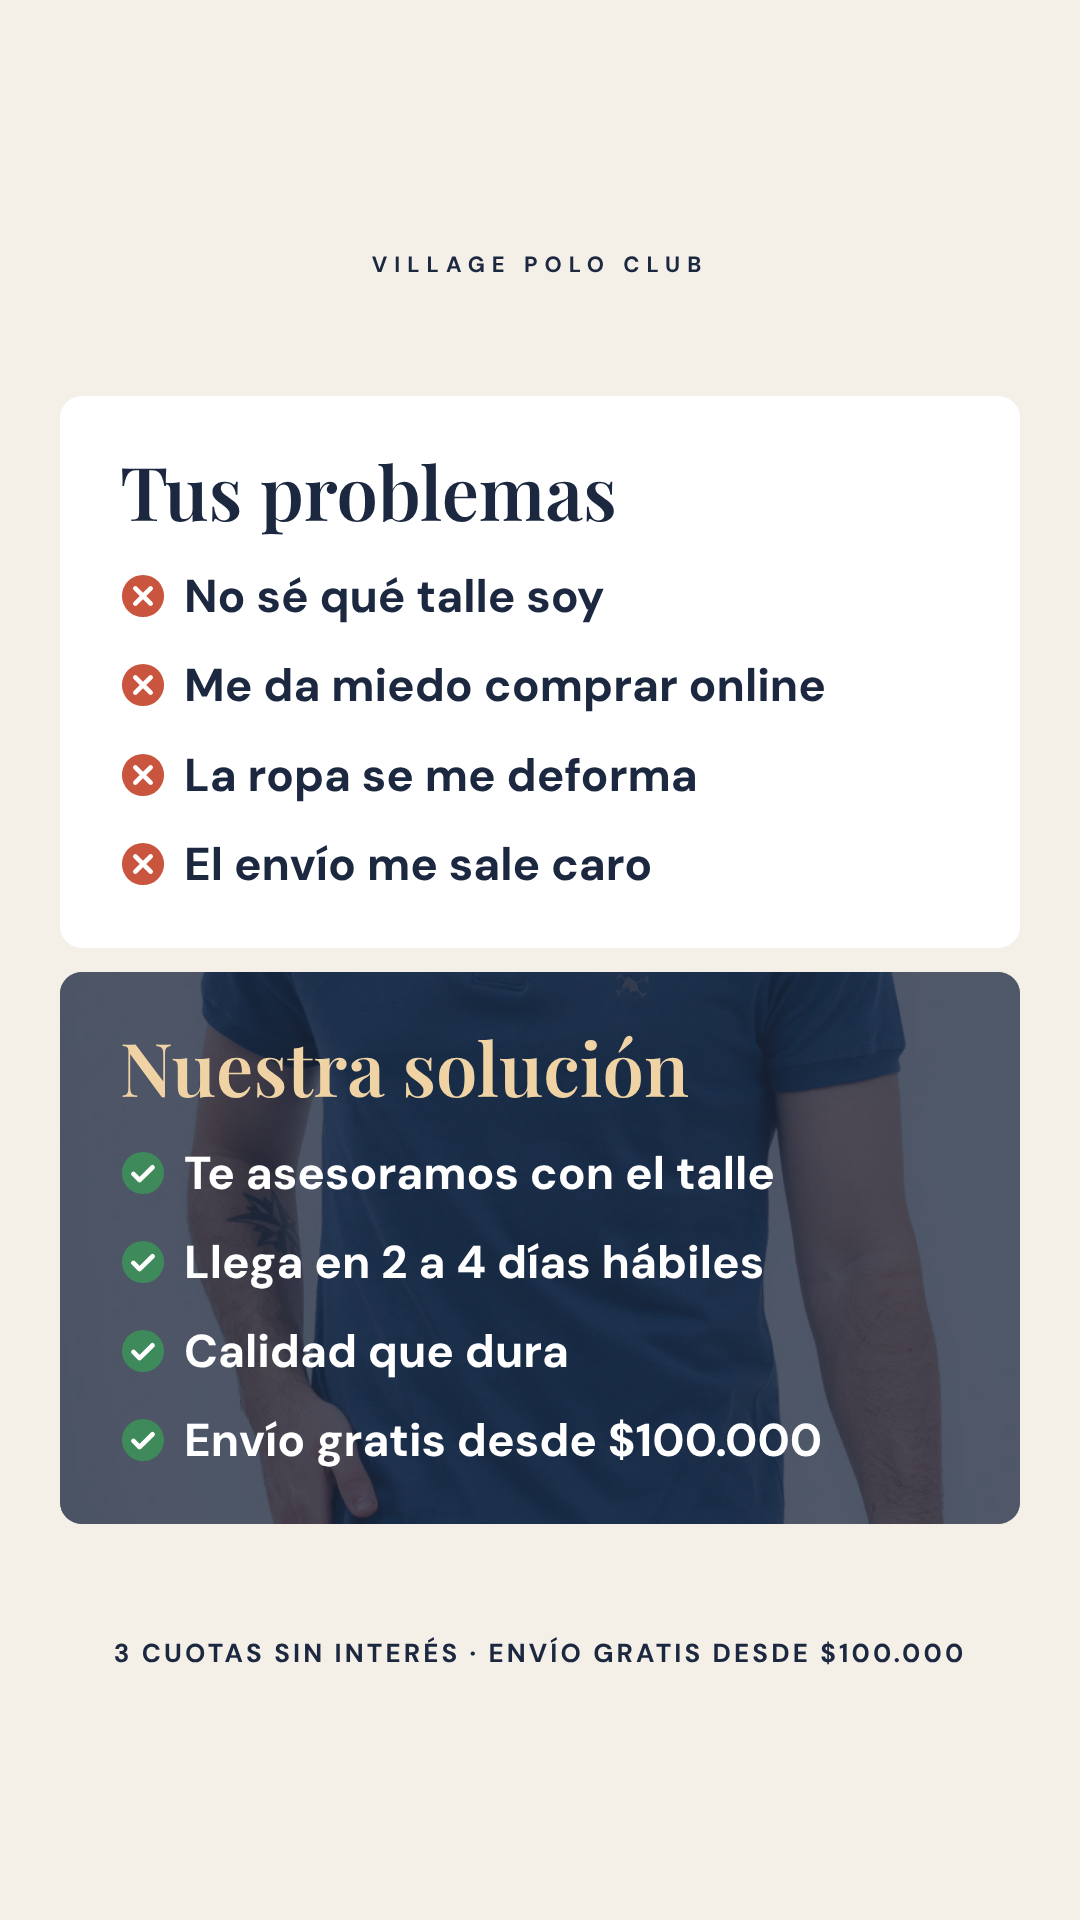 VILLAGE POLO CLUB
Tus problemas
No sé qué talle soy
Me da miedo comprar online
La ropa se me deforma
El envío me sale caro
Nuestra solución
Te asesoramos con el talle
Llega en 2 a 4 días hábiles
Calidad que dura
Envío gratis desde $100.000
3 CUOTAS SIN INTERÉS · ENVÍO GRATIS DESDE $100.000